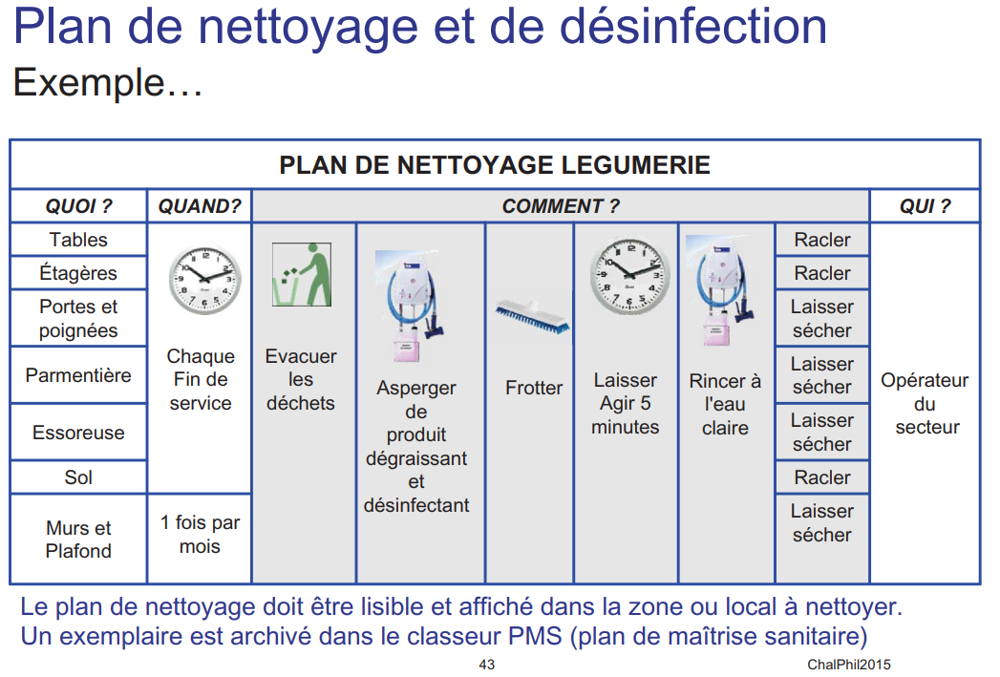 Plan de nettoyage et de désinfection
Exemple…
PLAN DE NETTOYAGE LEGUMERIE
QUOI ?
QUAND?
COMMENT ?
QUI ?
Tables
Étagères
Portes et
poignées
Parmentière
Essoreuse
Sol
Murs et
Plafond
Chaque
Fin de
service
1 fois par
mois
Evacuer
les
déchets
Asperger
de
produit
dégraissant
et
désinfectant
Frotter
Laisser
Agir 5
minutes
Rincer à
l'eau
claire
Racler
Racler
Laisser
sécher
Laisser
sécher
Laisser
sécher
Racler
Laisser
sécher
Opérateur
du
secteur
Le plan de nettoyage doit être lisible et affiché dans la zone ou local à nettoyer.
Un exemplaire est archivé dans le classeur PMS (plan de maîtrise sanitaire)
43
ChalPhil2015